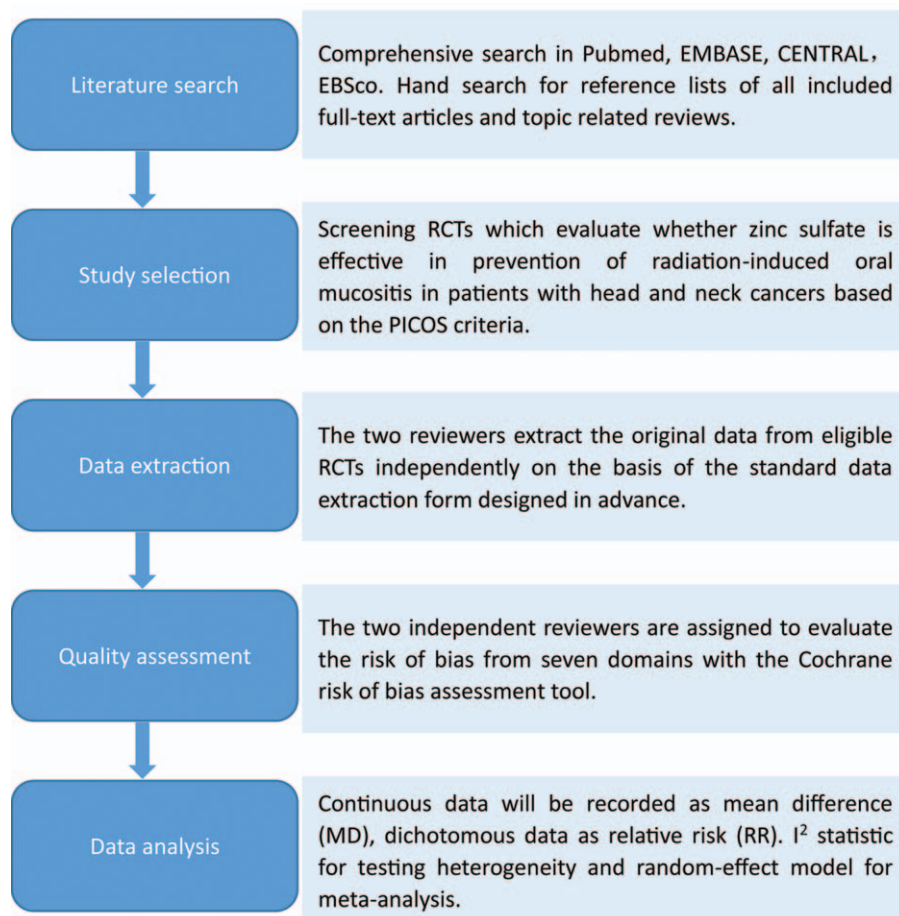 Literature search
Comprehensive search in Pubmed, EMBASE, CENTRAL，
EBSco. Hand search for reference lists of all included
full-text articles and topic related reviews.
Study selection
Screening RCTs which evaluate whether zinc sulfate is
effective in prevention of radiation-induced oral
mucositis in patients with head and neck cancers based
on the PICOS criteria.
Data extraction
The two reviewers extract the original data from eligible
RCTs independently on the basis of the standard data
extraction form designed in advance.
Quality assessment
The two independent reviewers are assigned to evaluate
the risk of bias from seven domains with the Cochrane
risk of bias assessment tool.
Data analysis
Continuous data will be recorded as mean difference
(MD), dichotomous data as relative risk (RR). I² statistic
for testing heterogeneity and random-effect model for
meta-analysis.